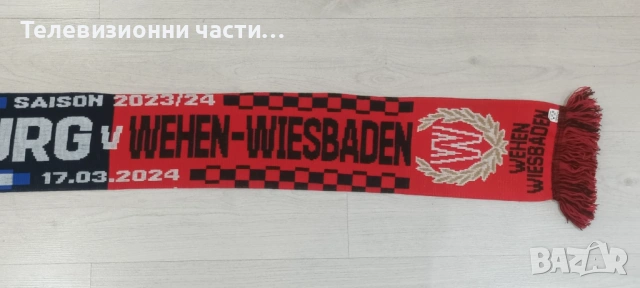 Телевизионни части...
SAISON 2023/24
URG v WEHEN-WIESBADEN
17.03.2024
W
WEHEN
WIESBADEN
BAZAR